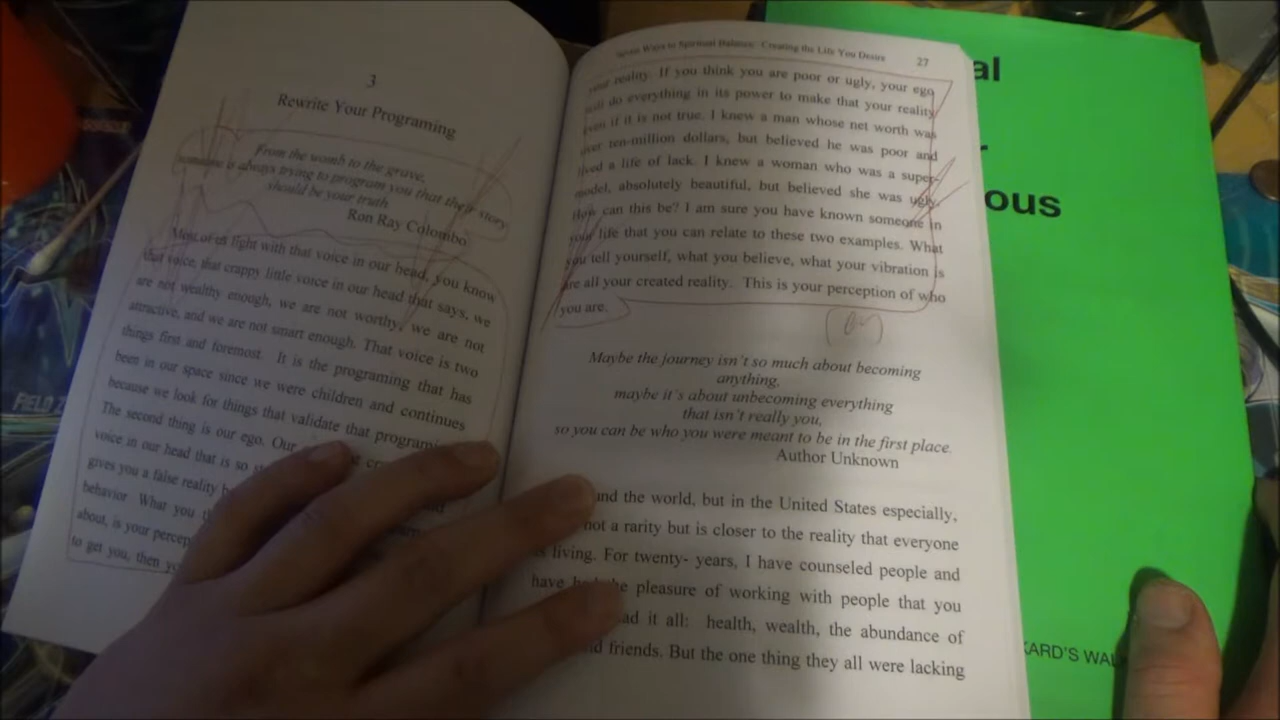 3
Rewrite Your Programing
From the womb to the grave,
someone is always trying to program you that their story
should be your truth
Ron Ray Colombo
Most of us fight with that voice in our head, you know
that voice, that crappy little voice in our head that says, we
are not wealthy enough, we are not worthy, we are not
attractive, and we are not smart enough. That voice is two
things first and foremost. It is the programing that has
been in our space since we were children and continues
because we look for things that validate that
The second thing is our ego. Our
voice in our head that is so
gives you a false reality
behavior What you
about, is your
to get you, then
Seven Ways to Spiritual Balance: Creating the Life You Desire 27
your reality. If you think you are poor or ugly, your ego
will do everything in its power to make that your reality
even if it is not true. I knew a man whose net worth was
over ten-million dollars, but believed he was poor and
lived a life of lack. I knew a woman who was a super-
model, absolutely beautiful, but believed she was ugly.
How can this be? I am sure you have known someone in
your life that you can relate to these two examples. What
you tell yourself, what you believe, what your vibration is
are all your created reality. This is your perception of who
you are.
Maybe the journey isn't so much about becoming
anything,
maybe it's about unbecoming everything
that isn't really you,
so you can be who you were meant to be in the first place.
Author Unknown
und the world, but in the United States especially,
not a rarity but is closer to the reality that everyone
is living. For twenty- years, I have counseled people and
have the pleasure of working with people that you
ad it all: health, wealth, the abundance of
friends. But the one thing they all were lacking
al
r
ous
KARD'S WAL